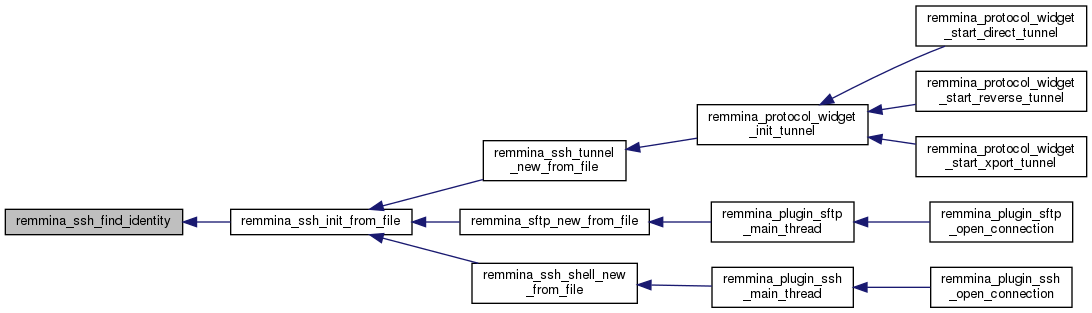 remmina_protocol_widget
_start_direct_tunnel
remmina_protocol_widget
_start_reverse_tunnel
remmina_protocol_widget
_init_tunnel
remmina_protocol_widget
_start_xport_tunnel
remmina_ssh_tunnel
_new_from_file
remmina_ssh_find_identity
remmina_ssh_init_from_file
remmina_sftp_new_from_file
remmina_plugin_sftp
_main_thread
remmina_plugin_sftp
_open_connection
remmina_ssh_shell_new
_from_file
remmina_plugin_ssh
_main_thread
remmina_plugin_ssh
_open_connection